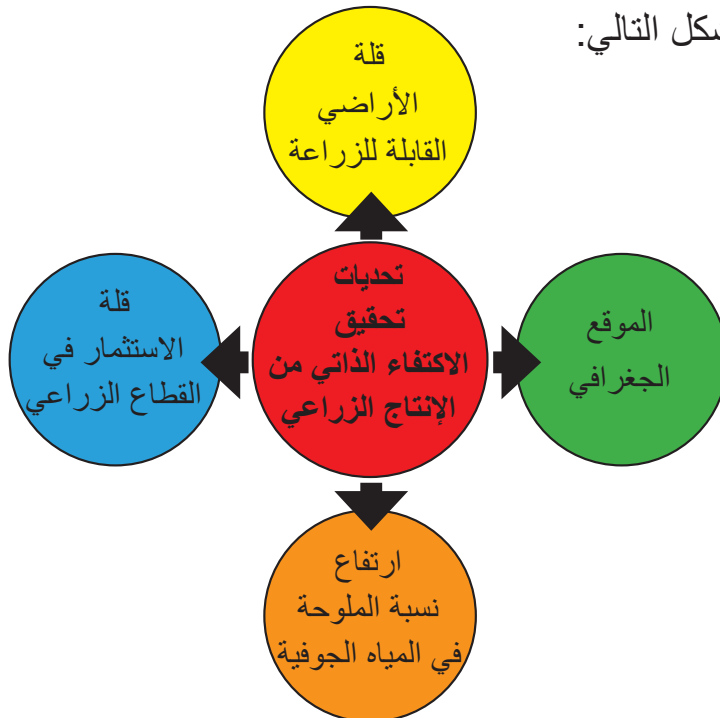 كل التالي:
قلة
الأراضي
القابلة للزراعة
تحديات
تحقيق
الاكتفاء الذاتي من
الإنتاج الزراعي
الموقع
الجغرافي
قلة
الاستثمار في
القطاع الزراعي
ارتفاع
نسبة الملوحة
في المياه الجوفية